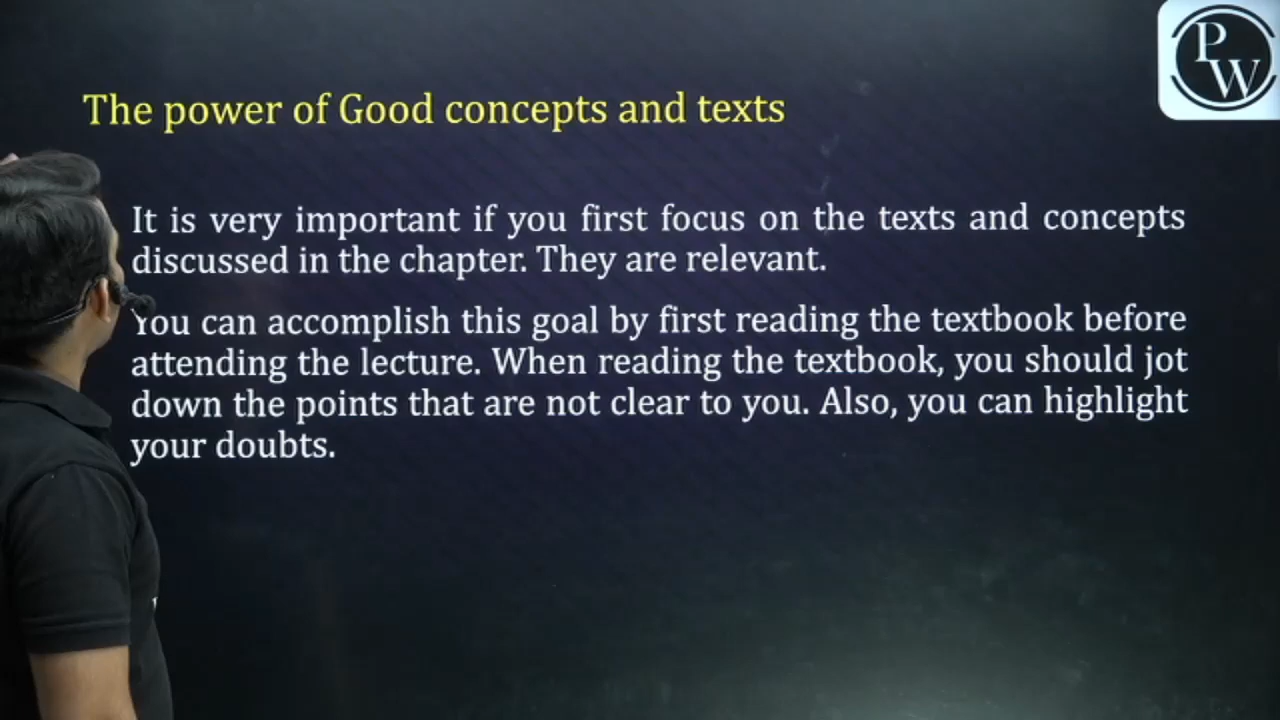 PW
The power of Good concepts and texts
It is very important if you first focus on the texts and concepts
discussed in the chapter. They are relevant.
You can accomplish this goal by first reading the textbook before
attending the lecture. When reading the textbook, you should jot
down the points that are not clear to you. Also, you can highlight
your doubts.